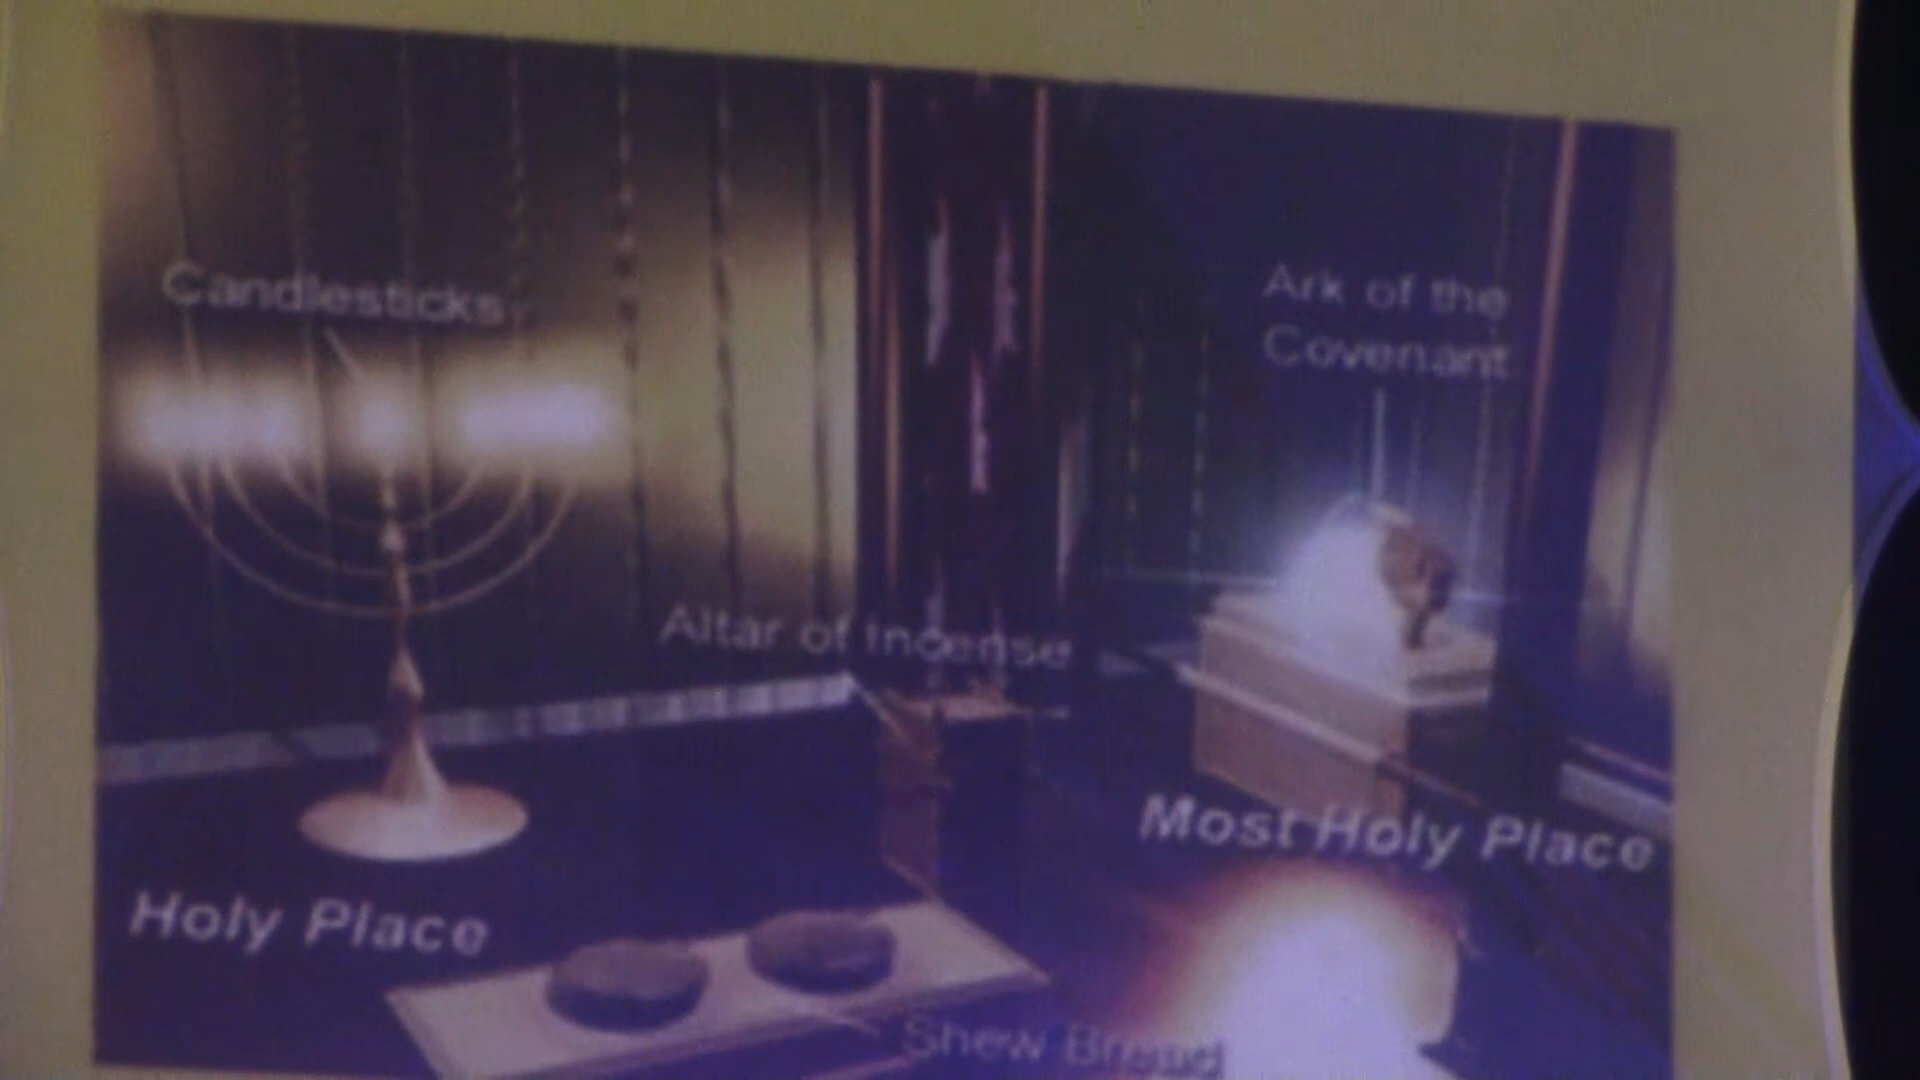 Candlesticks
Ark of the
Covenant
Altar of Incense
Most Holy Place
Holy Place
Shew Bread